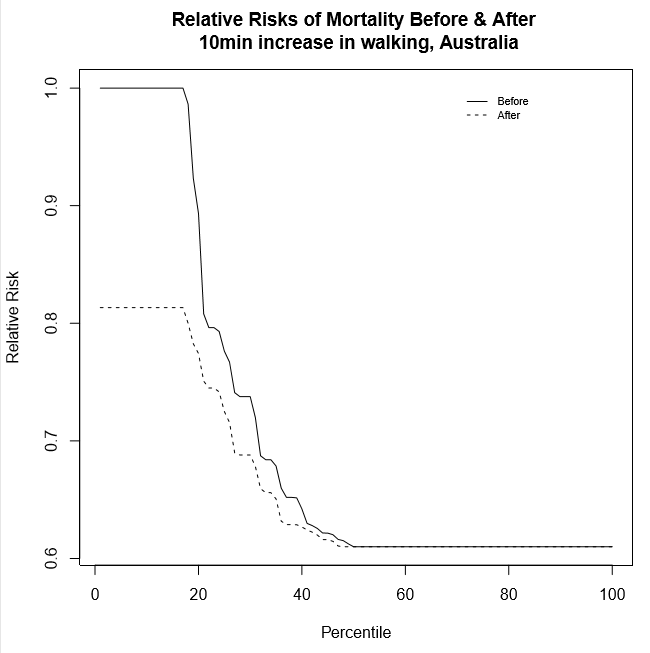 Relative Risks of Mortality Before & After
10min increase in walking, Australia
Before
After
Relative Risk
1.0
0.9
0.8
0.7
0.6
0 20 40 60 80 100
Percentile